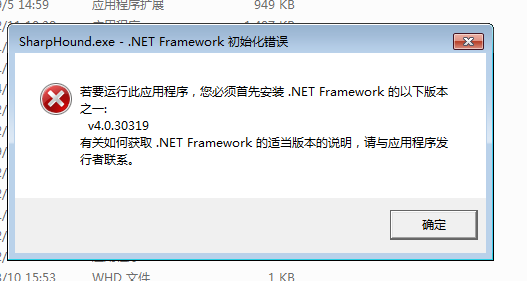 /5 14:59 应用程序扩展 949 KB
SharpHound.exe - .NET Framework 初始化错误
若要运行此应用程序，您必须首先安装 .NET Framework 的以下版本
之一:
v4.0.30319
有关如何获取 .NET Framework 的适当版本的说明，请与应用程序发
行者联系。
确定
/10 15:53 WHD 文件 1 KB